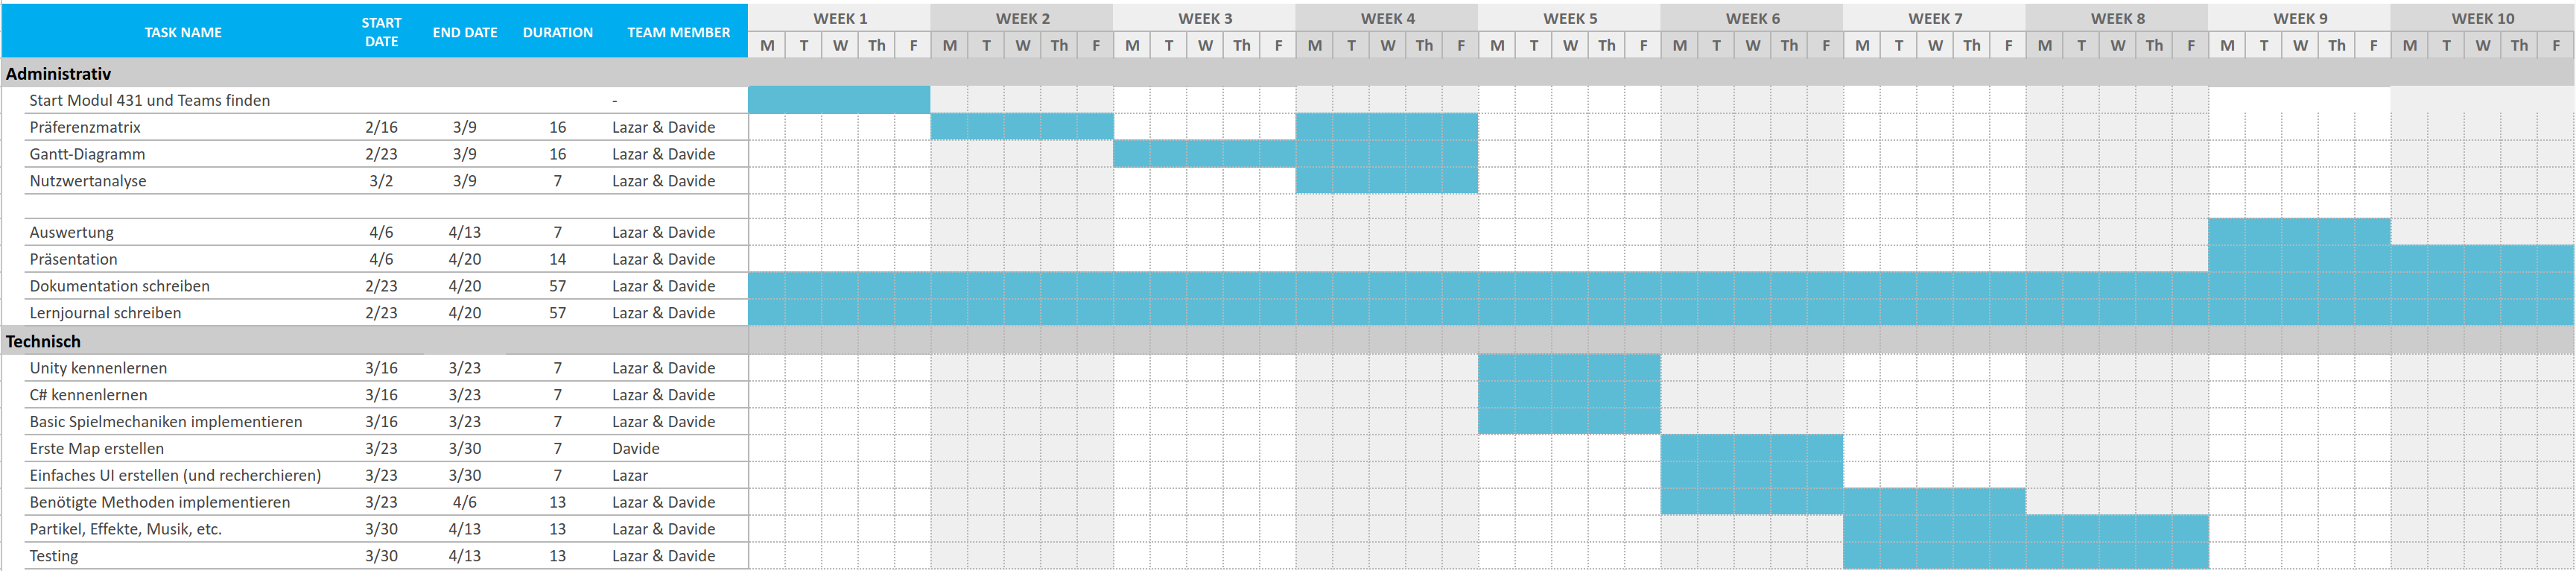 TASK NAME START DATE END DATE DURATION TEAM MEMBER WEEK 1 WEEK 2 WEEK 3 WEEK 4 WEEK 5 WEEK 6 WEEK 7 WEEK 8 WEEK 9 WEEK 10
M T W Th F M T W Th F M T W Th F M T W Th F M T W Th F M T W Th F M T W Th F M T W Th F M T W Th F M T W Th F
Administrativ
Start Modul 431 und Teams finden -
Präferenzmatrix 2/16 3/9 16 Lazar & Davide
Gantt-Diagramm 2/23 3/9 16 Lazar & Davide
Nutzwertanalyse 3/2 3/9 7 Lazar & Davide
Auswertung 4/6 4/13 7 Lazar & Davide
Präsentation 4/6 4/20 14 Lazar & Davide
Dokumentation schreiben 2/23 4/20 57 Lazar & Davide
Lernjournal schreiben 2/23 4/20 57 Lazar & Davide
Technisch
Unity kennenlernen 3/16 3/23 7 Lazar & Davide
C# kennenlernen 3/16 3/23 7 Lazar & Davide
Basic Spielmechaniken implementieren 3/16 3/23 7 Lazar & Davide
Erste Map erstellen 3/23 3/30 7 Davide
Einfaches UI erstellen (und recherchieren) 3/23 3/30 7 Lazar
Benötigte Methoden implementieren 3/23 4/6 13 Lazar & Davide
Partikel, Effekte, Musik, etc. 3/30 4/13 13 Lazar & Davide
Testing 3/30 4/13 13 Lazar & Davide